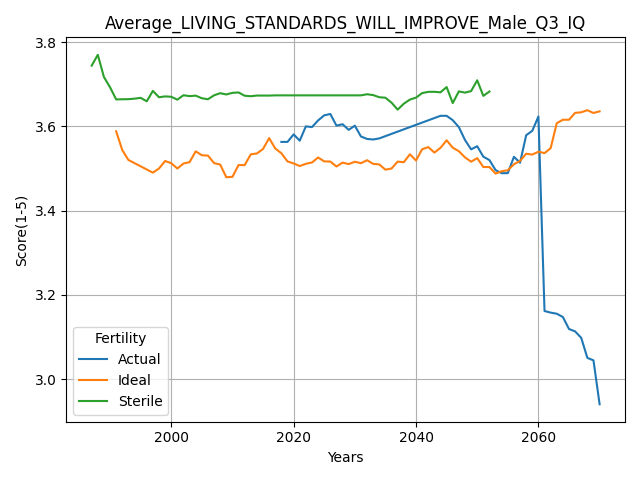 Average_LIVING_STANDARDS_WILL_IMPROVE_Male_Q3_IQ
3.8
3.6
3.4
3.2
3.0
Score(1-5)
Fertility
Actual
Ideal
Sterile
2000
2020
2040
2060
Years